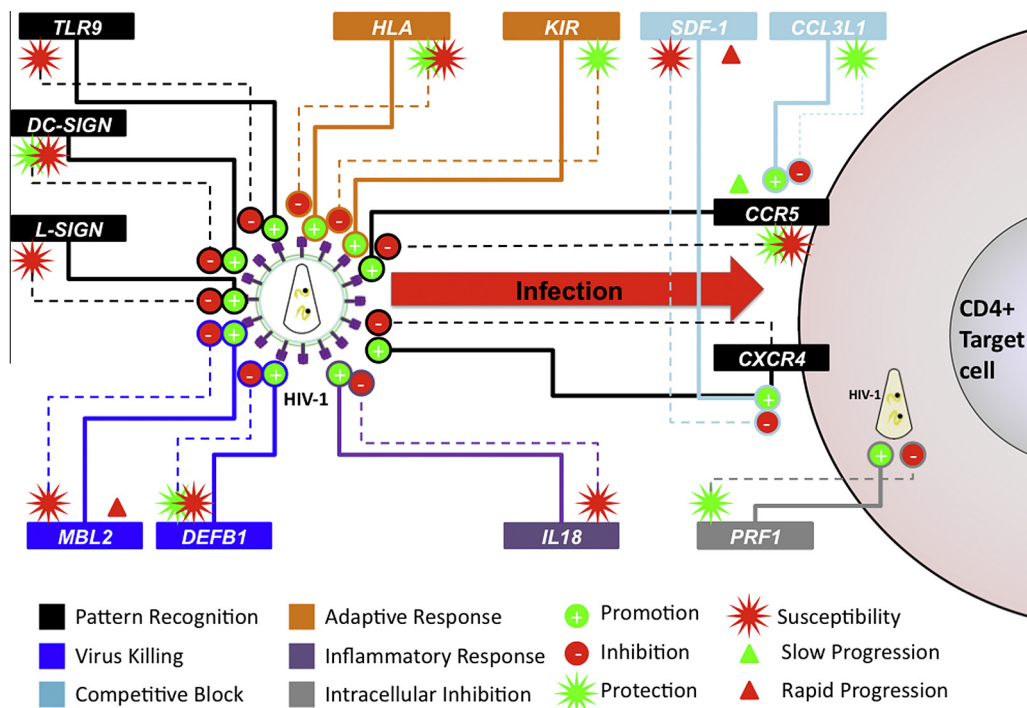 TLR9
HLA
KIR
SDF-1
CCL3L1
DC-SIGN
L-SIGN
CCR5
Infection
CD4+
Target
cell
CXCR4
HIV-1
HIV-1
MBL2
DEFB1
IL18
PRF1
Pattern Recognition
Adaptive Response
+ Promotion
Susceptibility
Virus Killing
Inflammatory Response
- Inhibition
Slow Progression
Competitive Block
Intracellular Inhibition
Protection
Rapid Progression